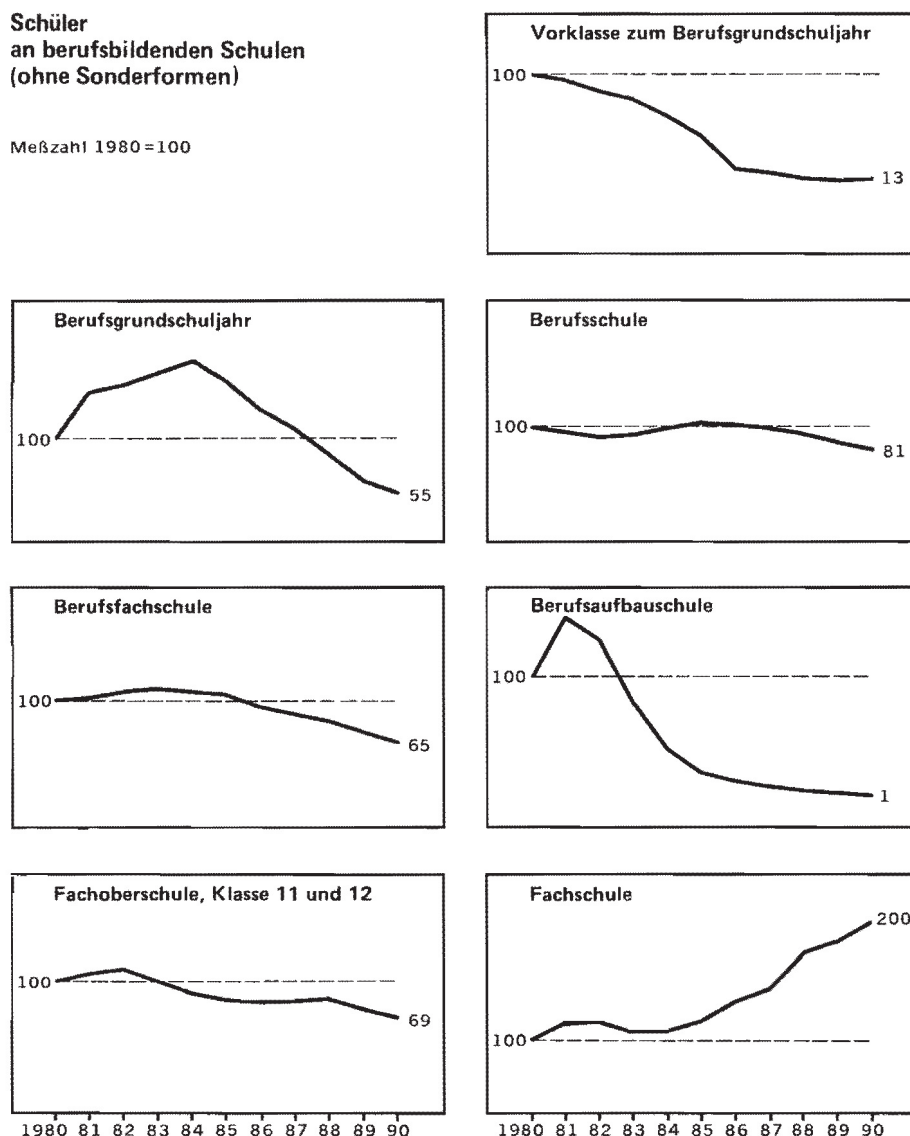 Schüler
an berufsbildenden Schulen
(ohne Sonderformen)
Meßzahl 1980=100
Vorklasse zum Berufsgrundschuljahr
100
13
Berufsgrundschuljahr
100
55
Berufsschule
100
81
Berufsfachschule
100
65
Berufsaufbauschule
100
1
Fachoberschule, Klasse 11 und 12
100
69
1980 81 82 83 84 85 86 87 88 89 90
Fachschule
200
100
1980 81 82 83 84 85 86 87 88 89 90